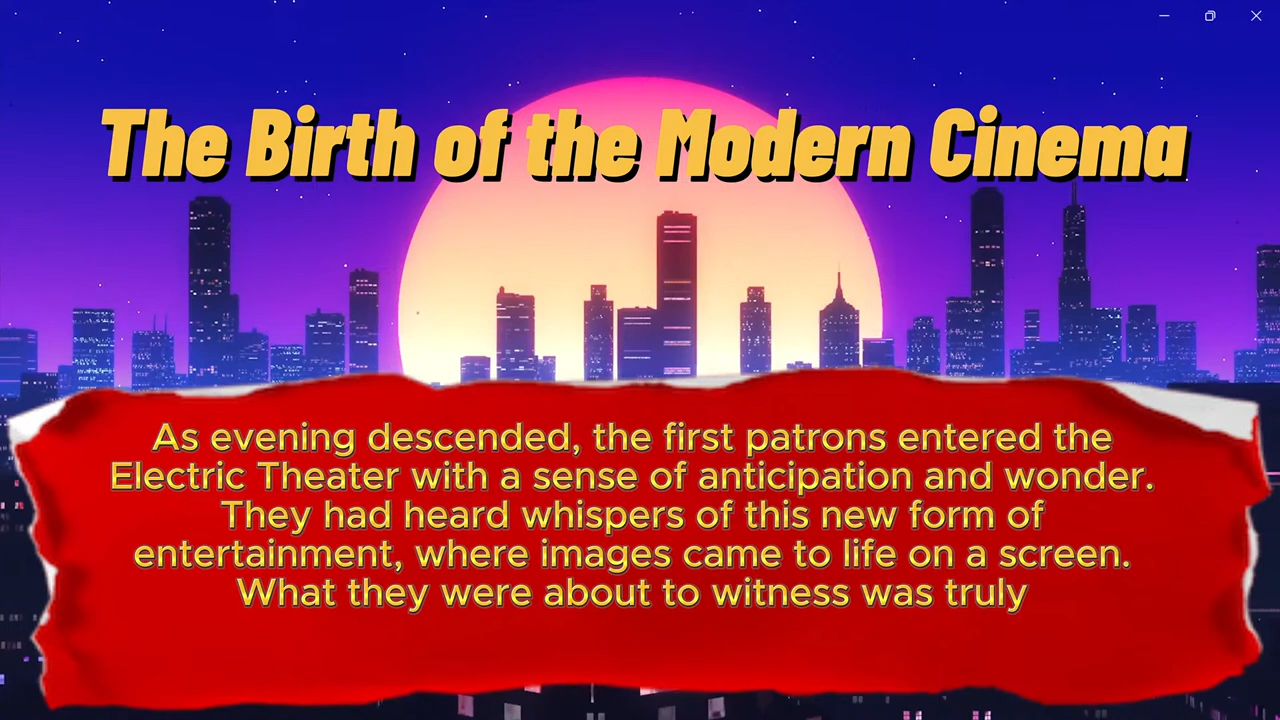 The Birth of the Modern Cinema
As evening descended, the first patrons entered the
Electric Theater with a sense of anticipation and wonder.
They had heard whispers of this new form of
entertainment, where images came to life on a screen.
What they were about to witness was truly